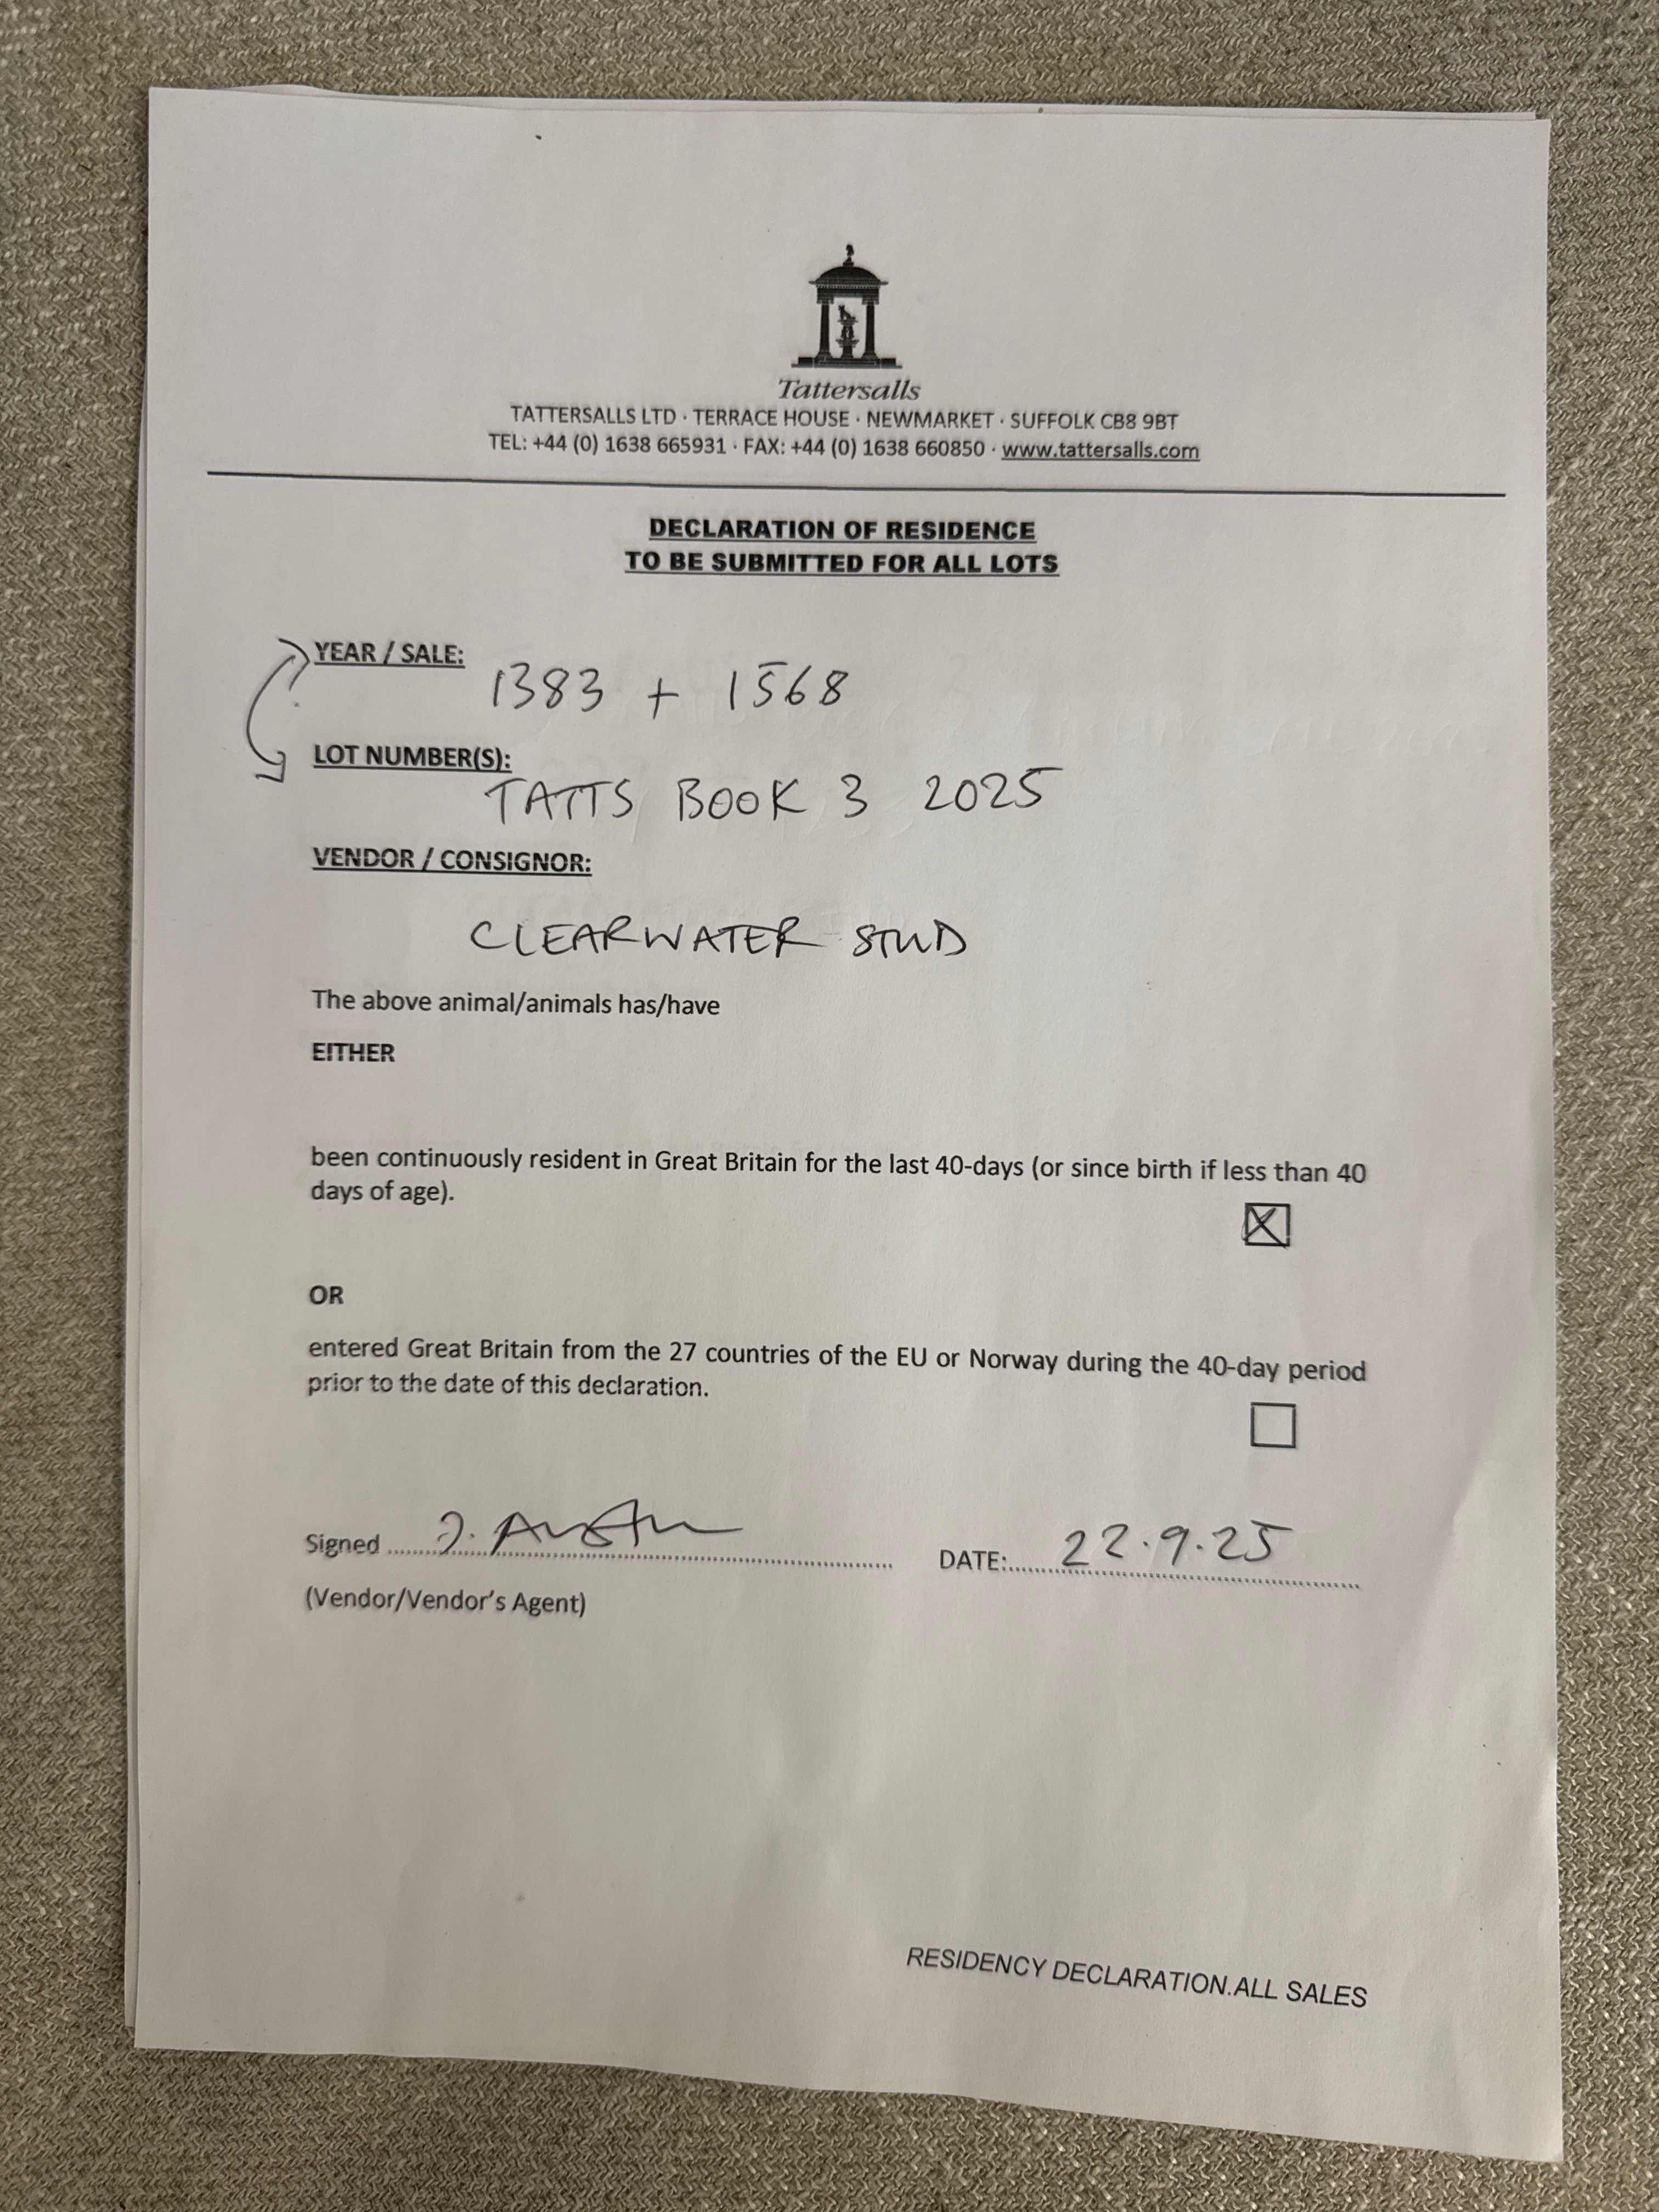 Tattersalls
TATTERSALLS LTD · TERRACE HOUSE · NEWMARKET · SUFFOLK CB8 9BT
TEL: +44 (0) 1638 665931 · FAX: +44 (0) 1638 660850 · www.tattersalls.com
DECLARATION OF RESIDENCE
TO BE SUBMITTED FOR ALL LOTS
YEAR / SALE:
1383 + 1568
LOT NUMBER(S):
TATTS BOOK 3 2025
VENDOR / CONSIGNOR:
CLEARWATER STUD
The above animal/animals has/have
EITHER
been continuously resident in Great Britain for the last 40-days (or since birth if less than 40
days of age).
OR
entered Great Britain from the 27 countries of the EU or Norway during the 40-day period
prior to the date of this declaration.
Signed J. Austin DATE: 22.9.25
(Vendor/Vendor's Agent)
RESIDENCY DECLARATION.ALL SALES